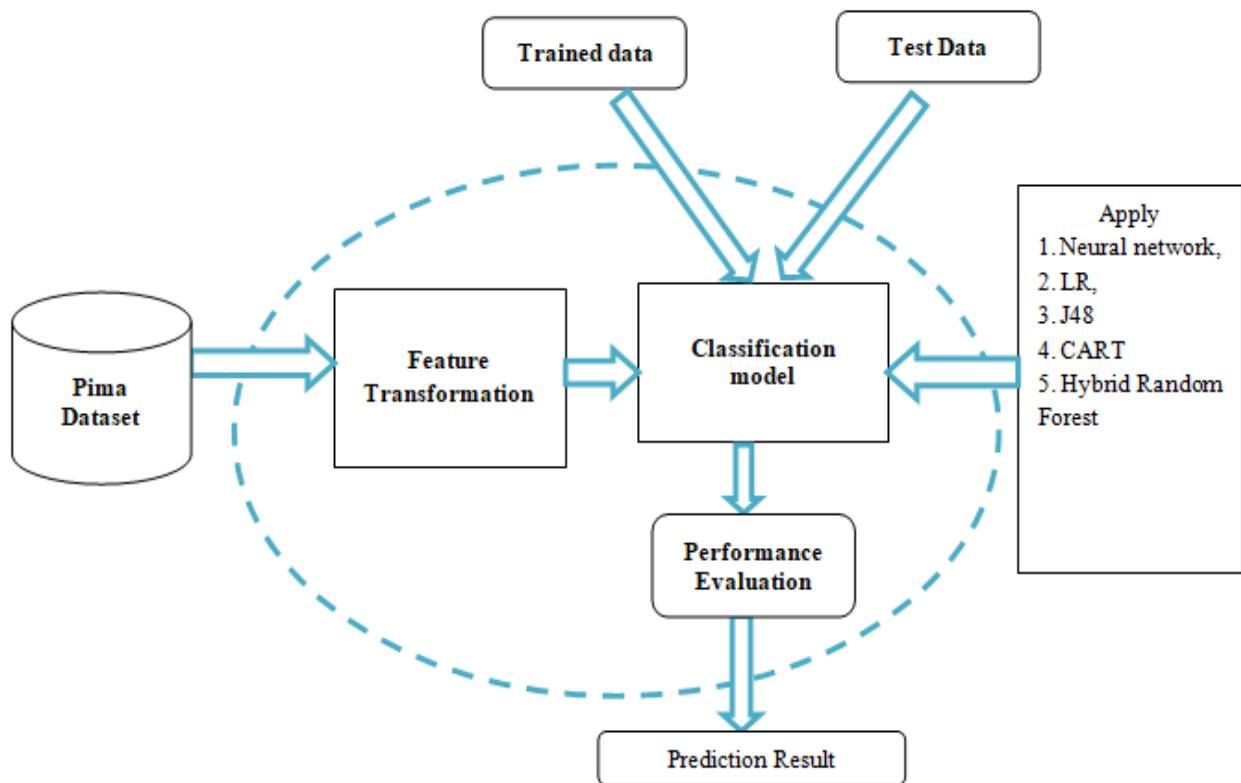 Trained data
Test Data
Apply
1. Neural network,
2. LR,
3. J48
4. CART
5. Hybrid Random
Forest
Pima
Dataset
Feature
Transformation
Classification
model
Performance
Evaluation
Prediction Result